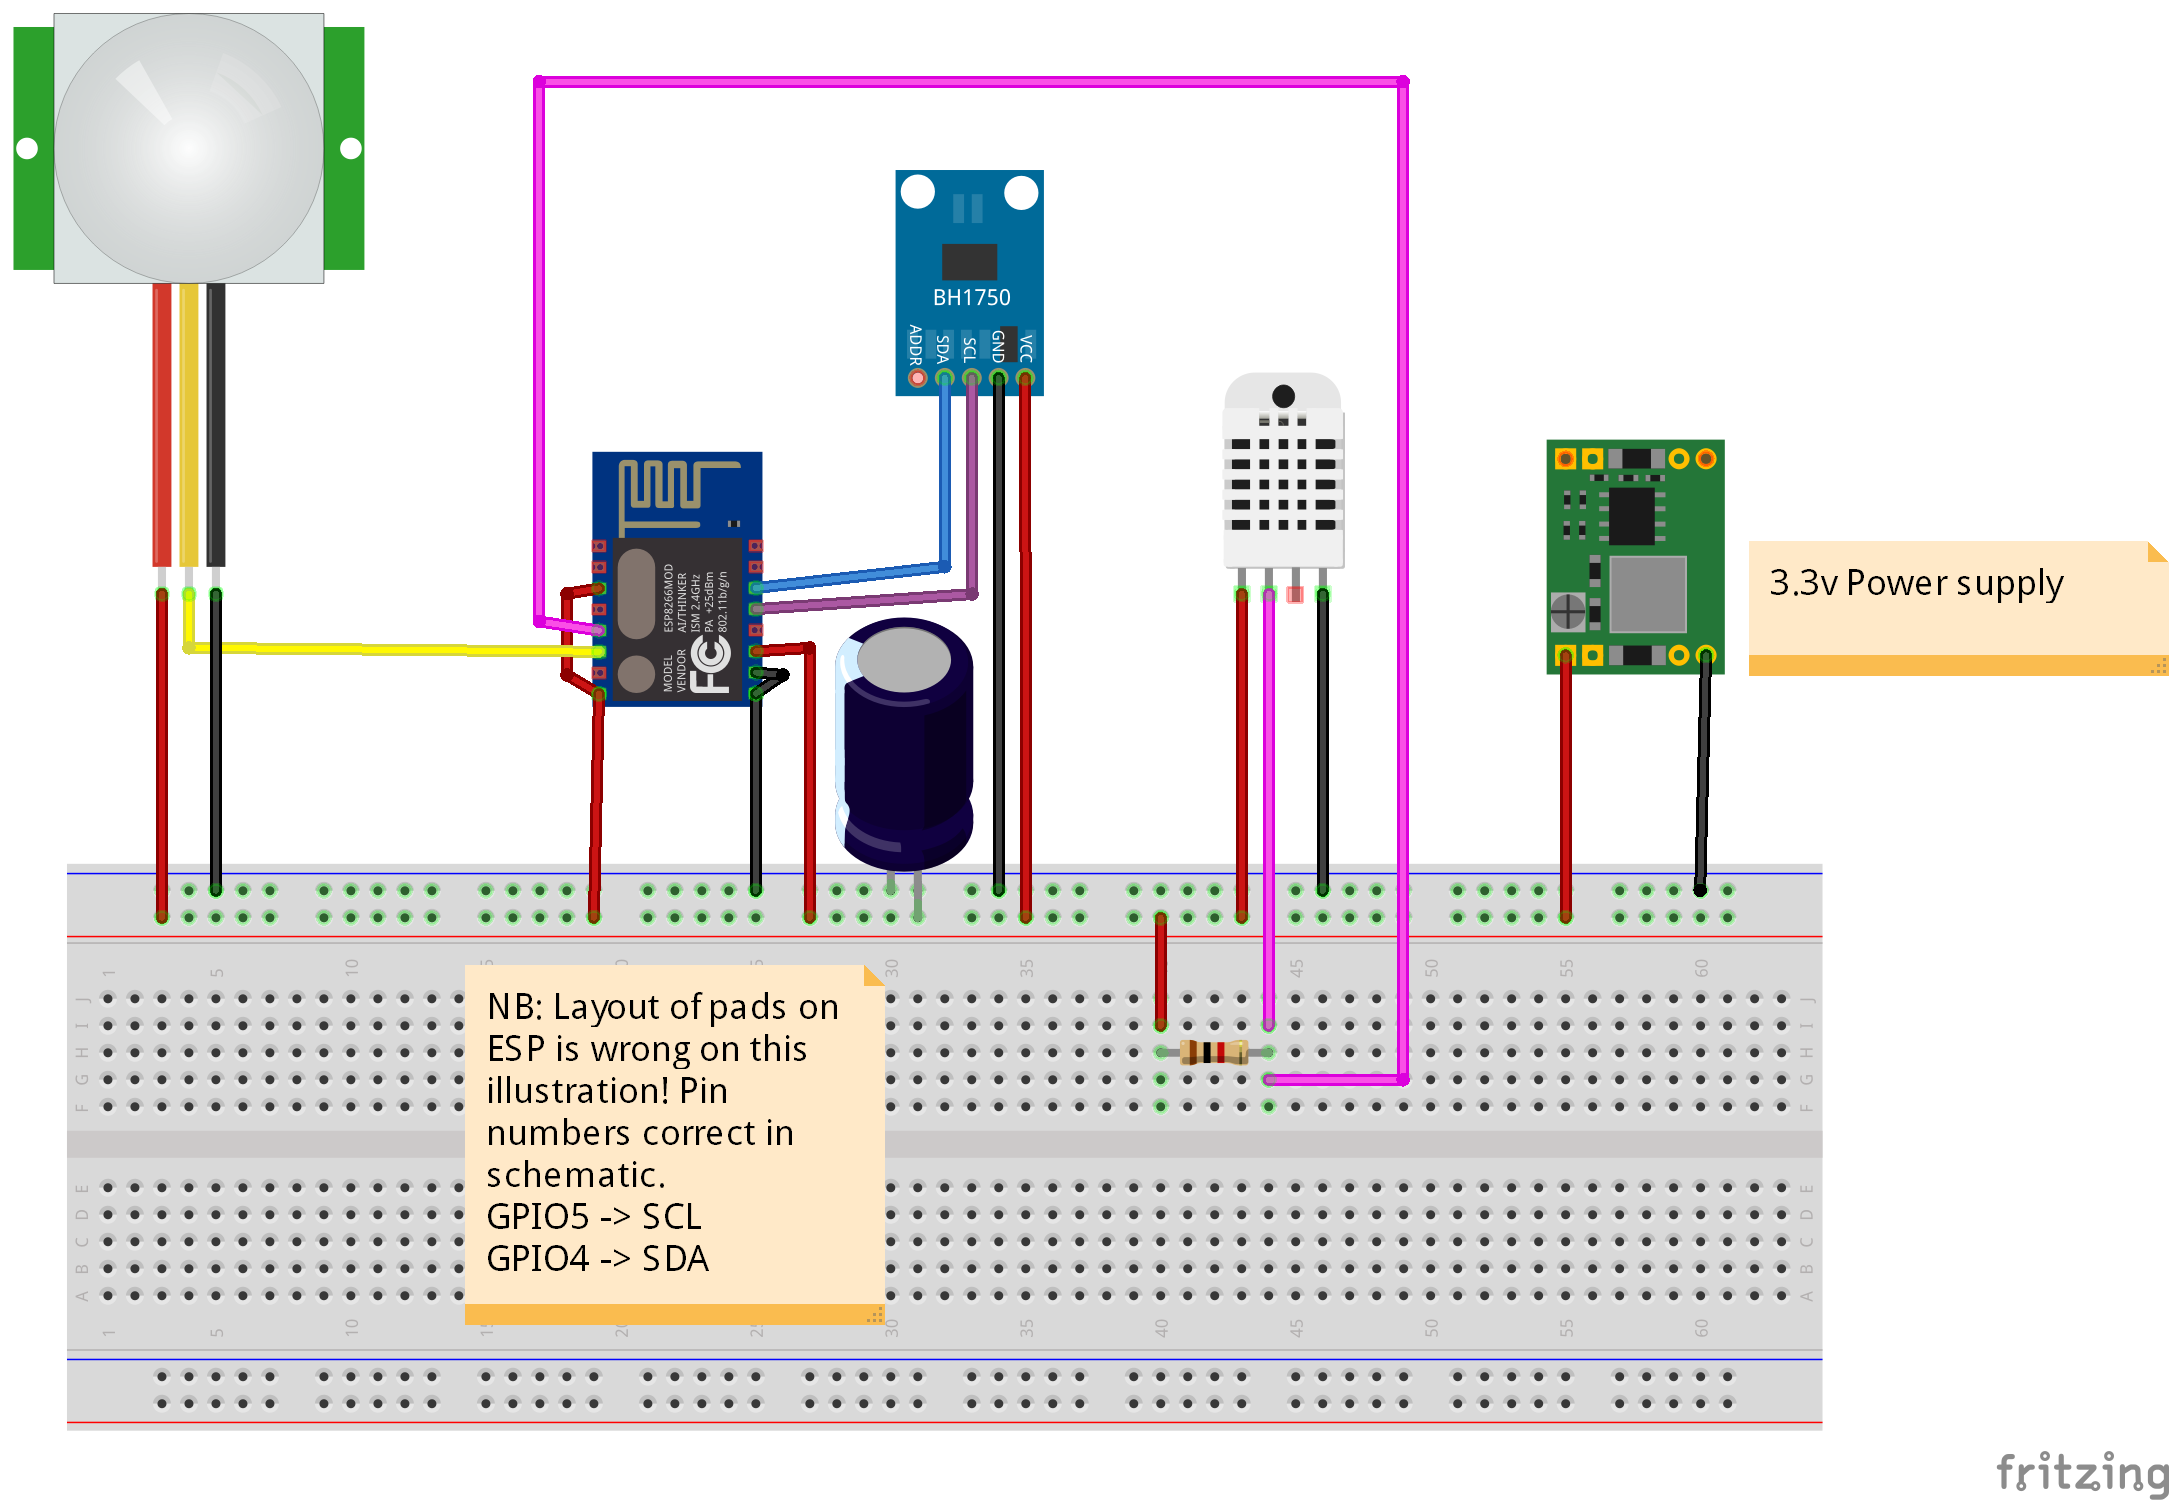 BH1750
ADDR
SDA
SCL
GND
VCC
MODEL
VENDOR
ESP8266MOD
AI/THINKER
ISM 2.4GHz
PA +25dBm
802.11b/g/n
FC
3.3v Power supply
1 5 10 20 30 35 40 45 50 55 60
J J
I I
H H
G G
F F
NB: Layout of pads on
ESP is wrong on this
illustration! Pin
numbers correct in
schematic.
GPIO5 -> SCL
GPIO4 -> SDA
E E
D D
C C
B B
A A
1 5 10 20 30 35 40 45 50 55 60
fritzing